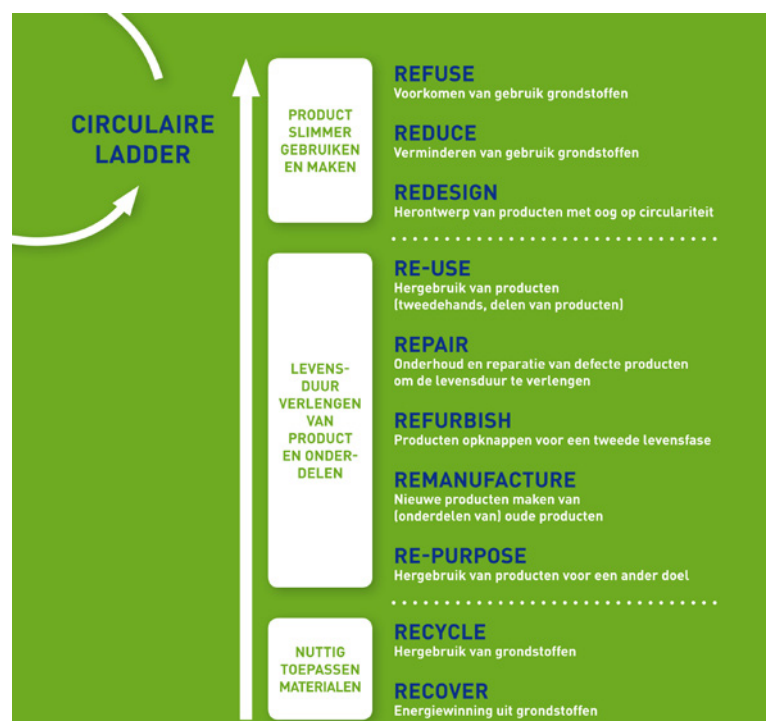 CIRCULAIRE
LADDER
PRODUCT
SLIMMER
GEBRUIKEN
EN MAKEN
REFUSE
Voorkomen van gebruik grondstoffen
REDUCE
Verminderen van gebruik grondstoffen
REDESIGN
Herontwerp van producten met oog op circulariteit
LEVENS-
DUUR
VERLENGEN
VAN
PRODUCT
EN ONDER-
DELEN
RE-USE
Hergebruik van producten
(tweedehands, delen van producten)
REPAIR
Onderhoud en reparatie van defecte producten
om de levensduur te verlengen
REFURBISH
Producten opknappen voor een tweede levensfase
REMANUFACTURE
Nieuwe producten maken van
(onderdelen van) oude producten
RE-PURPOSE
Hergebruik van producten voor een ander doel
NUTTIG
TOEPASSEN
MATERIALEN
RECYCLE
Hergebruik van grondstoffen
RECOVER
Energiewinning uit grondstoffen